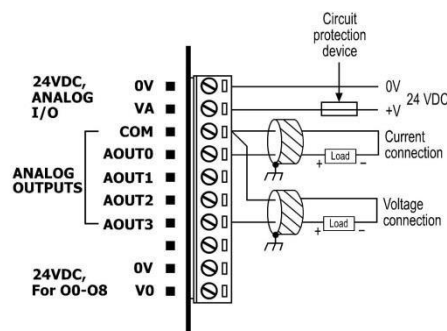 Circuit
protection
device
24VDC,
ANALOG
I/O
0V
VA
COM
AOUT0
AOUT1
AOUT2
AOUT3
ANALOG
OUTPUTS
0V
V0
24VDC,
For O0-O8
0V
+V
24 VDC
Current
connection
+ Load −
Voltage
connection
+ Load −